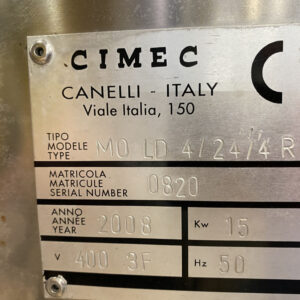 CIMEC
CANELLI - ITALY
Viale Italia, 150
TIPO
MODELE
TYPE
MO LD 4/24/4 R
MATRICOLA
MATRICULE
SERIAL NUMBER
0820
ANNO
ANNÉE
YEAR
2008
Kw 15
V 400 3F
Hz 50